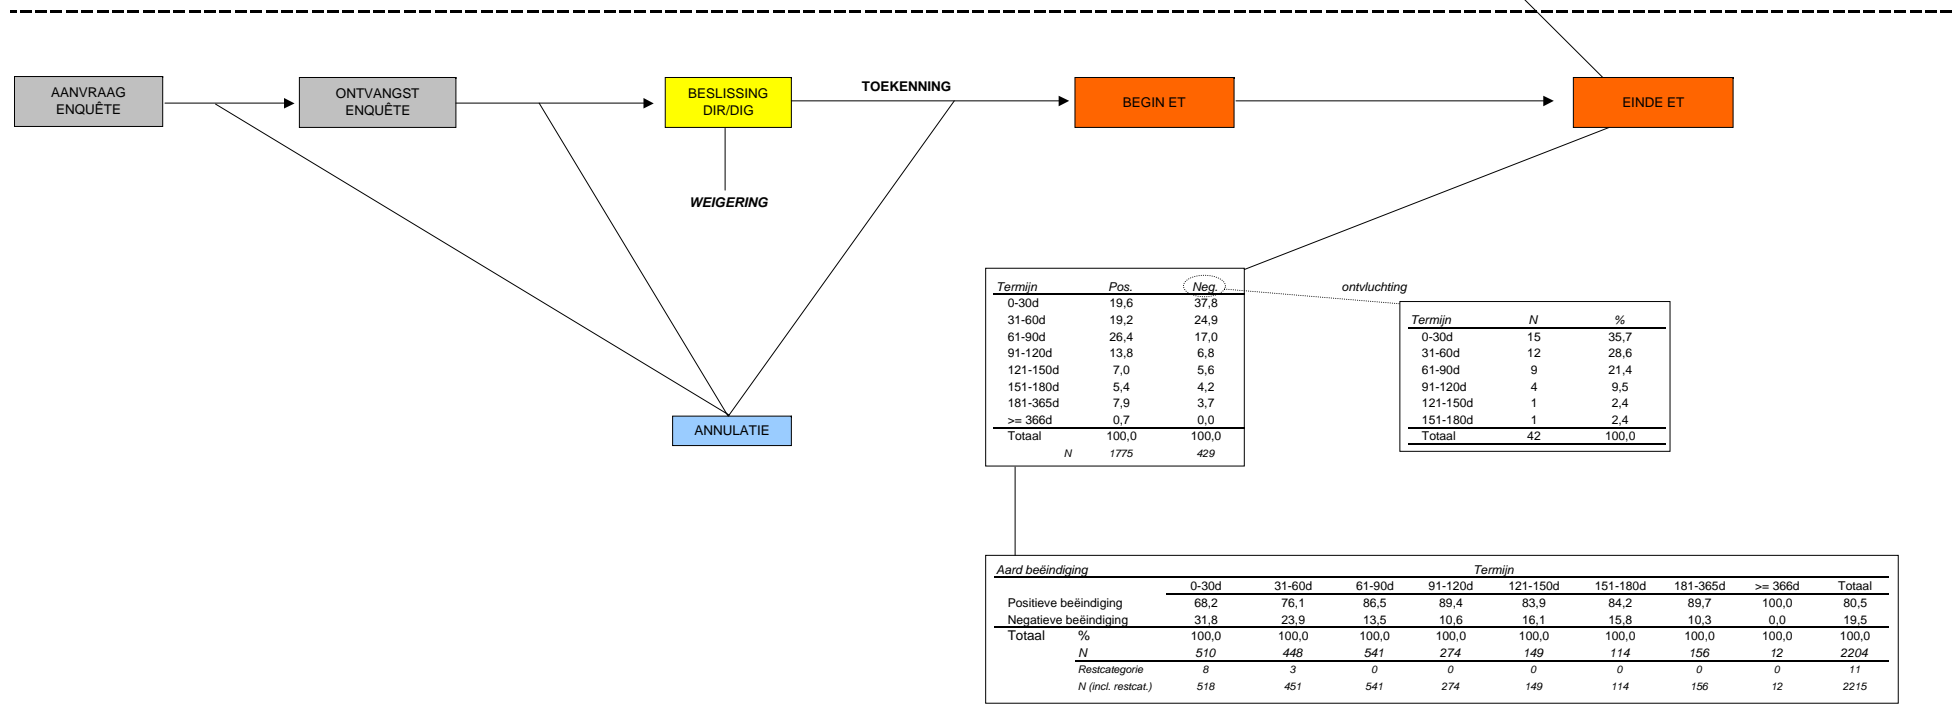 AANVRAAG
ENQUÊTE
ONTVANGST
ENQUÊTE
BESLISSING
DIR/DIG
TOEKENNING
BEGIN ET
EINDE ET
WEIGERING
ANNULATIE
Termijn Pos. Neg.
0-30d 19,6 37,8
31-60d 19,2 24,9
61-90d 26,4 17,0
91-120d 13,8 6,8
121-150d 7,0 5,6
151-180d 5,4 4,2
181-365d 7,9 3,7
>= 366d 0,7 0,0
Totaal 100,0 100,0
N 1775 429
ontvluchting
Termijn N %
0-30d 15 35,7
31-60d 12 28,6
61-90d 9 21,4
91-120d 4 9,5
121-150d 1 2,4
151-180d 1 2,4
Totaal 42 100,0
Aard beëindiging Termijn
0-30d 31-60d 61-90d 91-120d 121-150d 151-180d 181-365d >= 366d Totaal
Positieve beëindiging 68,2 76,1 86,5 89,4 83,9 84,2 89,7 100,0 80,5
Negatieve beëindiging 31,8 23,9 13,5 10,6 16,1 15,8 10,3 0,0 19,5
Totaal % 100,0 100,0 100,0 100,0 100,0 100,0 100,0 100,0 100,0
N 510 448 541 274 149 114 156 12 2204
Restcategorie 8 3 0 0 0 0 0 0 11
N (incl. restcat.) 518 451 541 274 149 114 156 12 2215